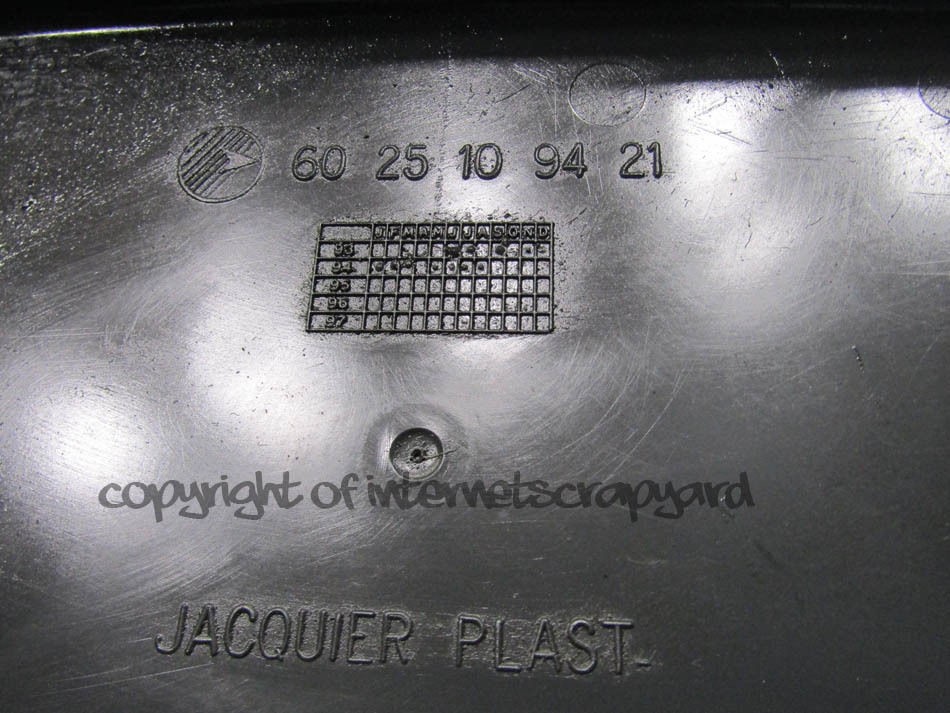 60 25 10 94 21
J F M A M J J A S O N D
93
94
95
96
97
copyright of internetscrapyard
JACQUIER PLAST.